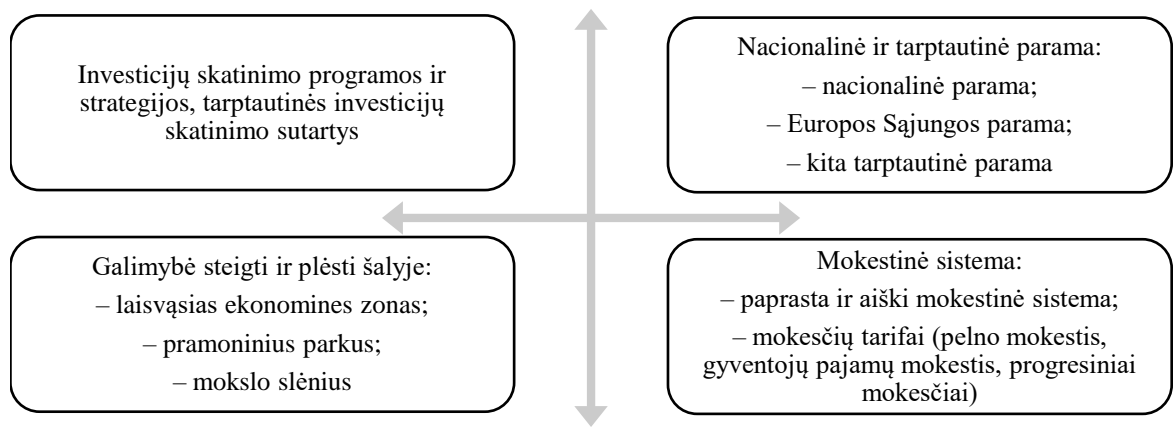 Investicijų skatinimo programos ir
strategijos, tarptautinės investicijų
skatinimo sutartys
Nacionalinė ir tarptautinė parama:
– nacionalinė parama;
– Europos Sąjungos parama;
– kita tarptautinė parama
Galimybė steigti ir plėsti šalyje:
– laisvąsias ekonomines zonas;
– pramoninius parkus;
– mokslo slėnius
Mokestinė sistema:
– paprasta ir aiški mokestinė sistema;
– mokesčių tarifai (pelno mokestis,
gyventojų pajamų mokestis, progresiniai
mokesčiai)